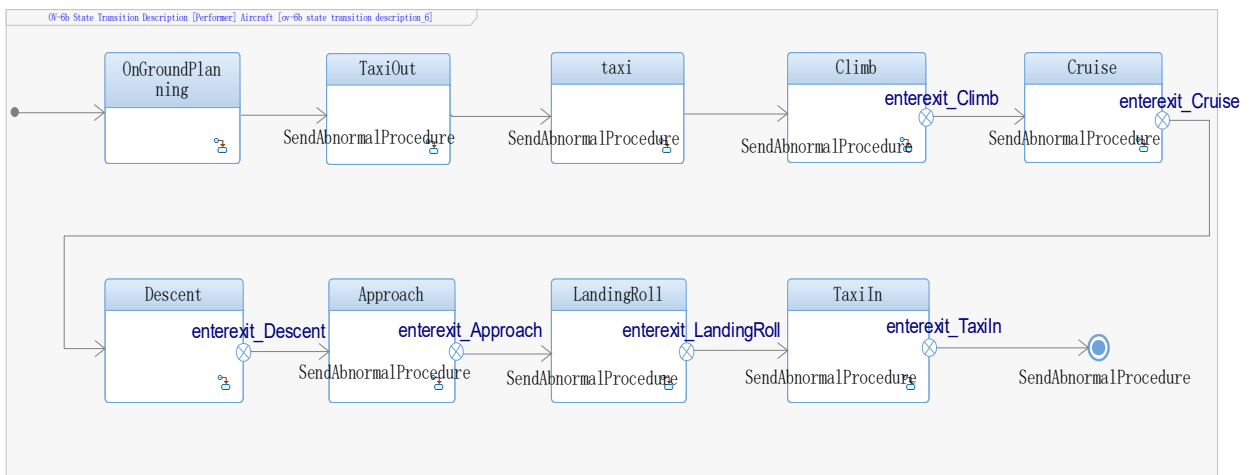 OV-6b State Transition Description [Performer] Aircraft [ov-6b state transition description_6]
OnGroundPlan
ning
TaxiOut
taxi
Climb
Cruise
enterexit_Climb
enterexit_Cruise
SendAbnormalProcedure
SendAbnormalProcedure
SendAbnormalProcedure
SendAbnormalProcedure
Descent
Approach
LandingRoll
TaxiIn
enterexit_Descent
enterexit_Approach
enterexit_LandingRoll
enterexit_TaxiIn
SendAbnormalProcedure
SendAbnormalProcedure
SendAbnormalProcedure
SendAbnormalProcedure